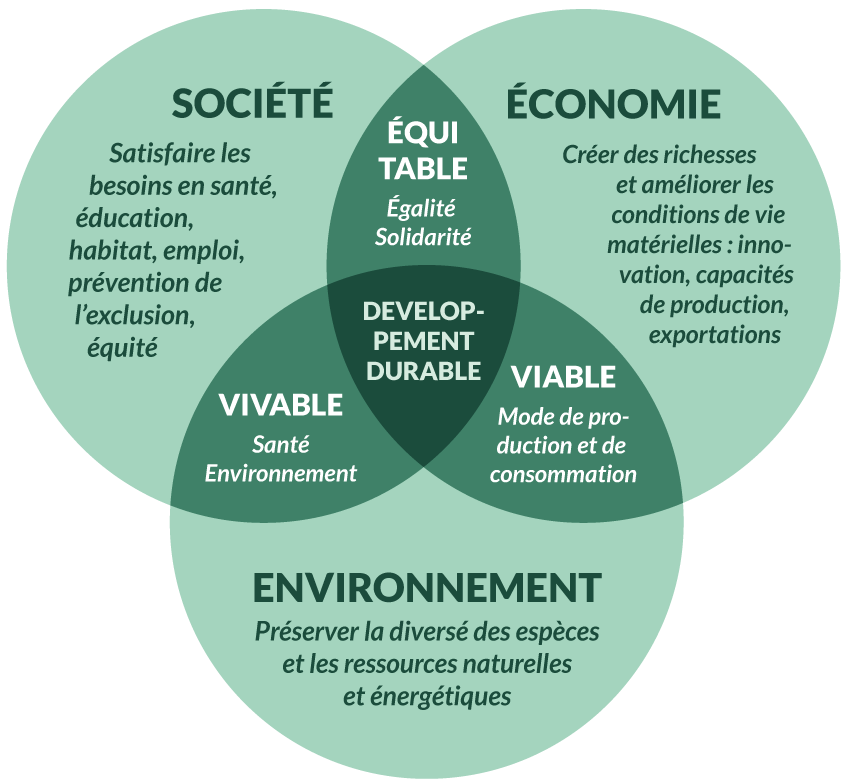 SOCIÉTÉ
Satisfaire les
besoins en santé,
éducation,
habitat, emploi,
prévention de
l'exclusion,
équité
ÉQUI
TABLE
Égalité
Solidarité
ÉCONOMIE
Créer des richesses
et améliorer les
conditions de vie
matérielles : inno-
vation, capacités
de production,
exportations
DEVELOP-
PEMENT
DURABLE
VIVABLE
Santé
Environnement
VIABLE
Mode de pro-
duction et de
consommation
ENVIRONNEMENT
Préserver la diversé des espèces
et les ressources naturelles
et énergétiques